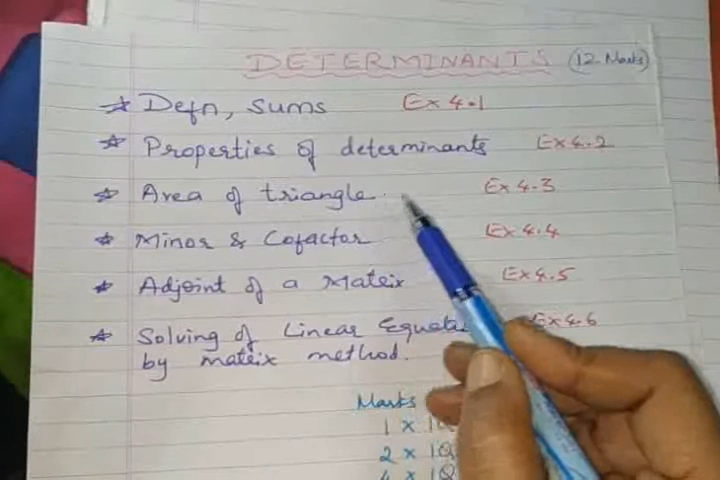 DETERMINANTS (12 Marks)
Defn, sums Ex 4.1
Properties of determinants Ex 4.2
Area of triangle Ex 4.3
Minor & Cofactor Ex 4.4
Adjoint of a Matrix Ex 4.5
Solving of Linear Ex 4.6
by matrix method.
Marks
1 ×
2 ×
4 ×